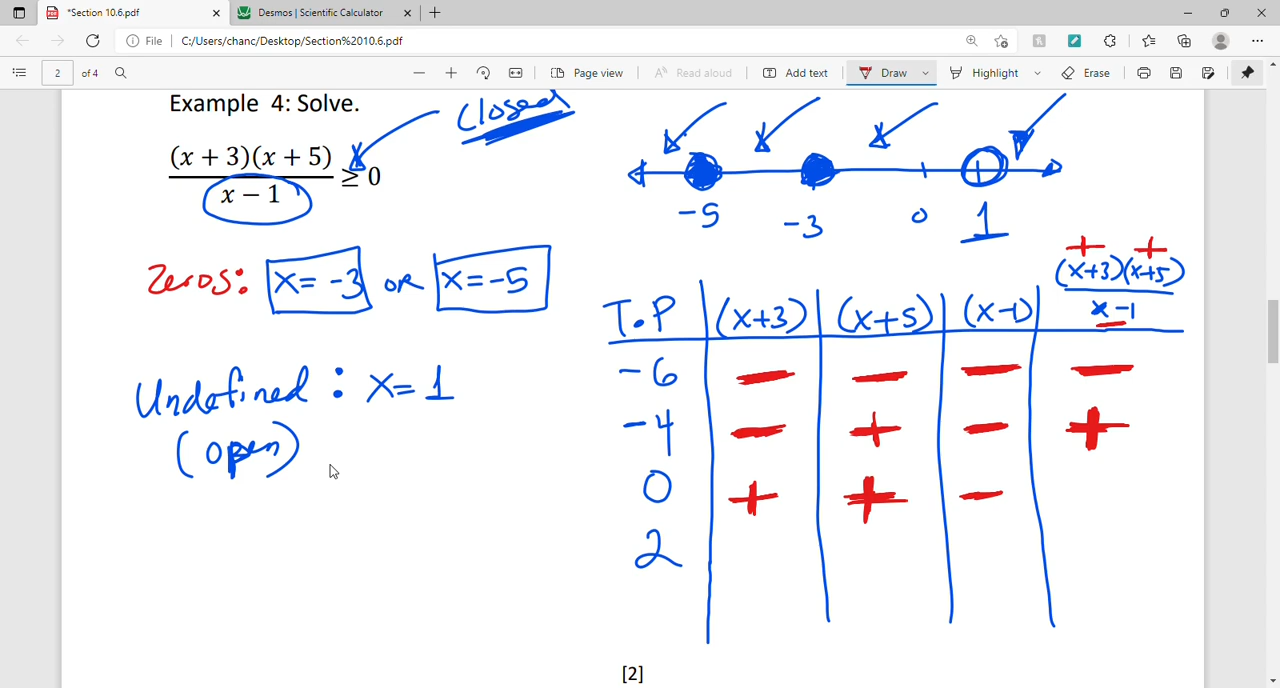 *Section 10.6.pdf
Desmos | Scientific Calculator
File | C:/Users/chanc/Desktop/Section%2010.6.pdf
2 of 4
Page view
Read aloud
Add text
Draw
Highlight
Erase
Example 4: Solve.
closed
(x + 3)(x + 5)
≥ 0
x − 1
-5 -3 0 1
Zeros: x = -3 OR x = -5
Undefined: x = 1
(open)
+ +
(x+3)(x+5)
T.P (x+3) (x+5) (x-1) x-1
−
-6 − − − −
-4 − + − +
0 + + −
2
[2]